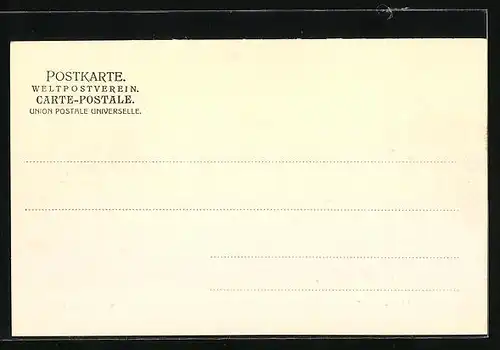 POSTKARTE.
WELTPOSTVEREIN.
CARTE-POSTALE.
UNION POSTALE UNIVERSELLE.